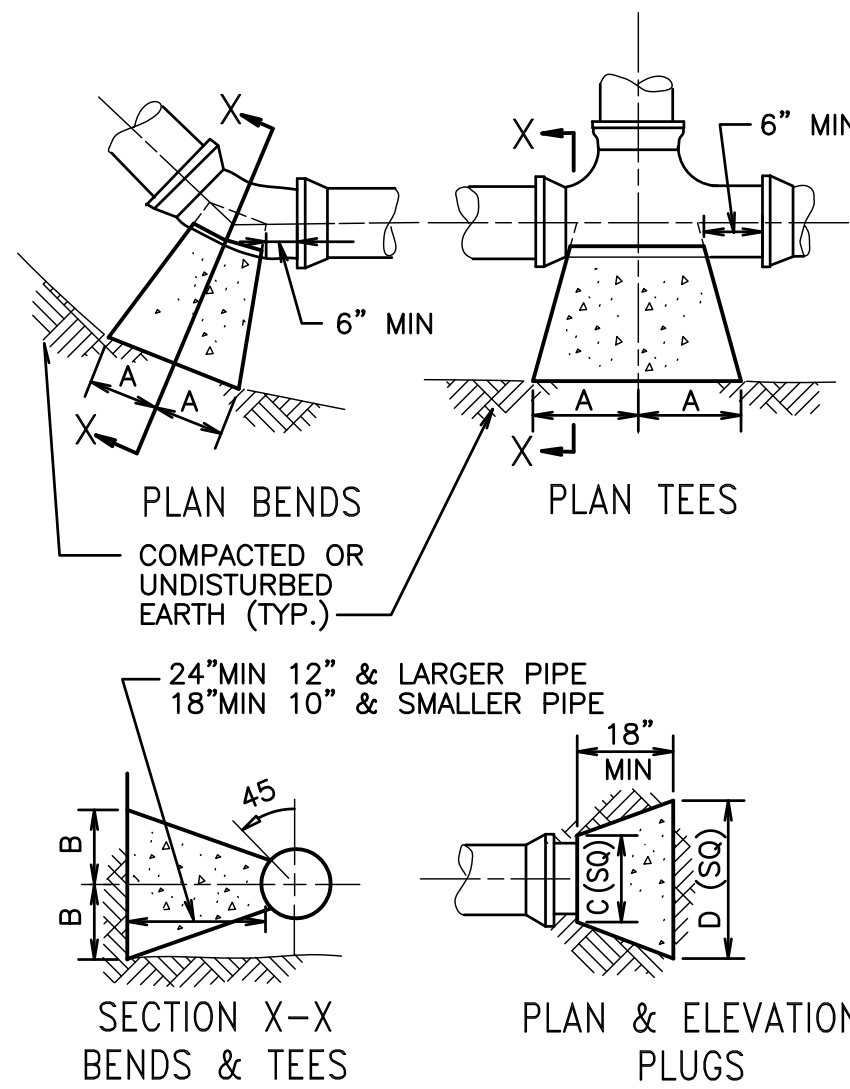 X
X
6" MIN
6" MIN
A
A
A
A
X
X
PLAN BENDS
PLAN TEES
COMPACTED OR
UNDISTURBED
EARTH (TYP.)
24"MIN 12" & LARGER PIPE
18"MIN 10" & SMALLER PIPE
18"
MIN
45
B
B
C (SQ)
D (SQ)
SECTION X-X
BENDS & TEES
PLAN & ELEVATION
PLUGS